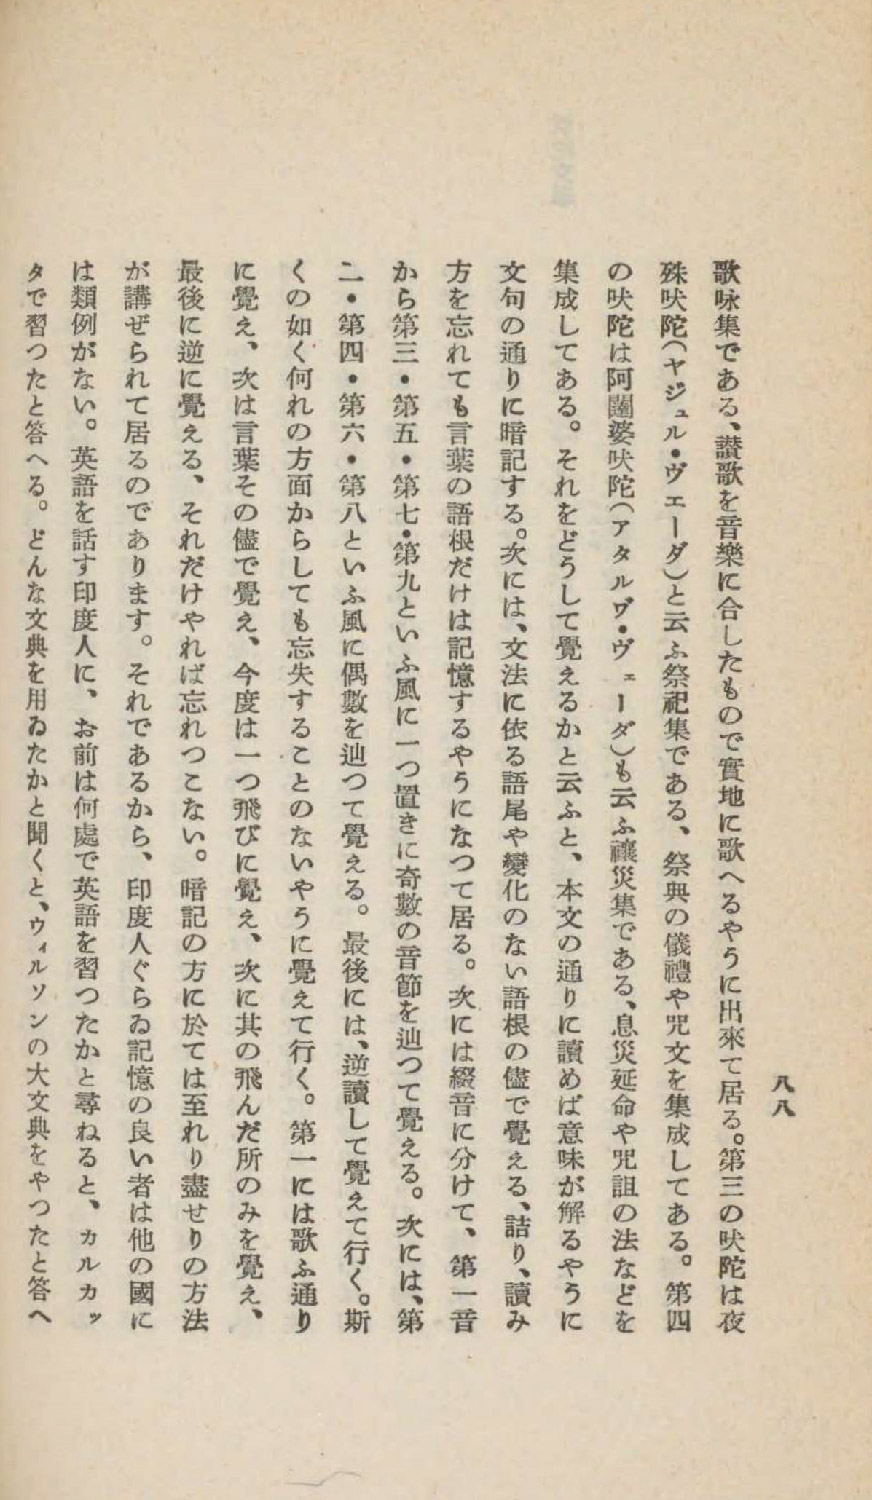 八八
歌咏集である、讃歌を音樂に合したもので實地に歌へるやうに出來て居る。第三の吠陀は夜
殊吠陀(ヤジュル・ヴェーダ)と云ふ祭祀集である、祭典の儀禮や咒文を集成してある。第四
の吠陀は阿闥婆吠陀(アタルヴ・ヴェーダ)も云ふ禳災集である、息災延命や咒詛の法などを
集成してある。それをどうして覺えるかと云ふと、本文の通りに讀めば意味が解るやうに
文句の通りに暗記する。次には、文法に依る語尾や變化のない語根の儘で覺える、詰り、讀み
方を忘れても言葉の語根だけは記憶するやうになつて居る。次には綴音に分けて、第一音
から第三・第五・第七・第九といふ風に一つ置きに奇數の音節を辿つて覺える。次には、第
二・第四・第六・第八といふ風に偶數を辿つて覺える。最後には、逆讀して覺えて行く。斯
くの如く何れの方面からしても忘失することのないやうに覺えて行く。第一には歌ふ通り
に覺え、次は言葉その儘で覺え、今度は一つ飛びに覺え、次に其の飛んだ所のみを覺え、
最後に逆に覺える、それだけやれば忘れつこない。暗記の方に於ては至れり盡せりの方法
が講ぜられて居るのであります。それであるから、印度人ぐらゐ記憶の良い者は他の國に
は類例がない。英語を話す印度人に、お前は何處で英語を習つたかと尋ねると、カルカッ
タで習つたと答へる。どんな文典を用ゐたかと聞くと、ウィルソンの大文典をやつたと答へ